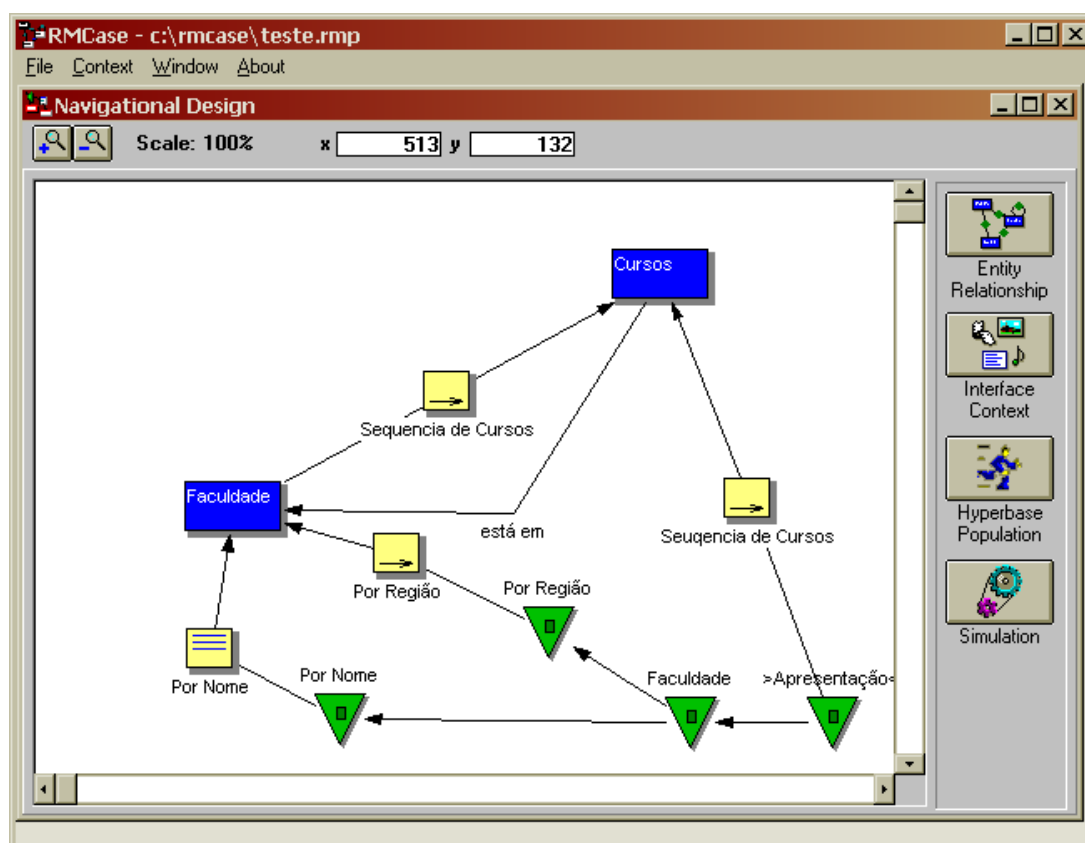 RMCase - c:\rmcase\teste.rmp
File Context Window About
Navigational Design
Scale: 100% x 513 y 132
Cursos
Entity
Relationship
Interface
Context
Sequencia de Cursos
Faculdade
está em
Seuqencia de Cursos
Hyperbase
Population
Por Região
Por Região
Simulation
Por Nome
Por Nome
Faculdade
>Apresentação<